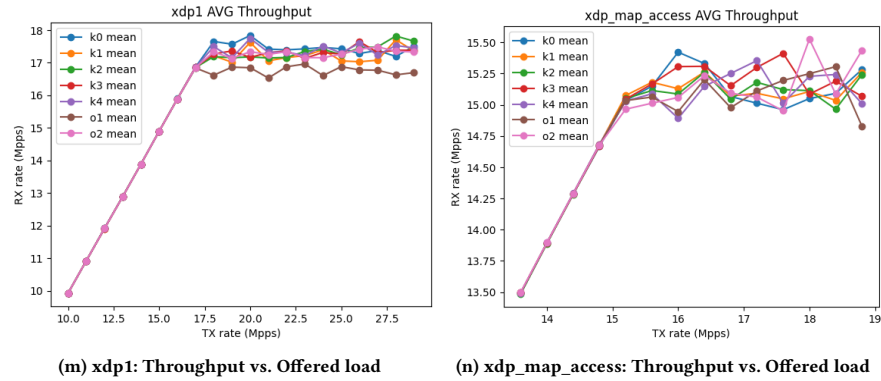 xdp1 AVG Throughput
18
17
16
15
14
13
12
11
10
RX rate (Mpps)
k0 mean
k1 mean
k2 mean
k3 mean
k4 mean
o1 mean
o2 mean
10.0 12.5 15.0 17.5 20.0 22.5 25.0 27.5
TX rate (Mpps)
(m) xdp1: Throughput vs. Offered load
xdp_map_access AVG Throughput
15.50
15.25
15.00
14.75
14.50
14.25
14.00
13.75
13.50
RX rate (Mpps)
k0 mean
k1 mean
k2 mean
k3 mean
k4 mean
o1 mean
o2 mean
14 15 16 17 18 19
TX rate (Mpps)
(n) xdp_map_access: Throughput vs. Offered load